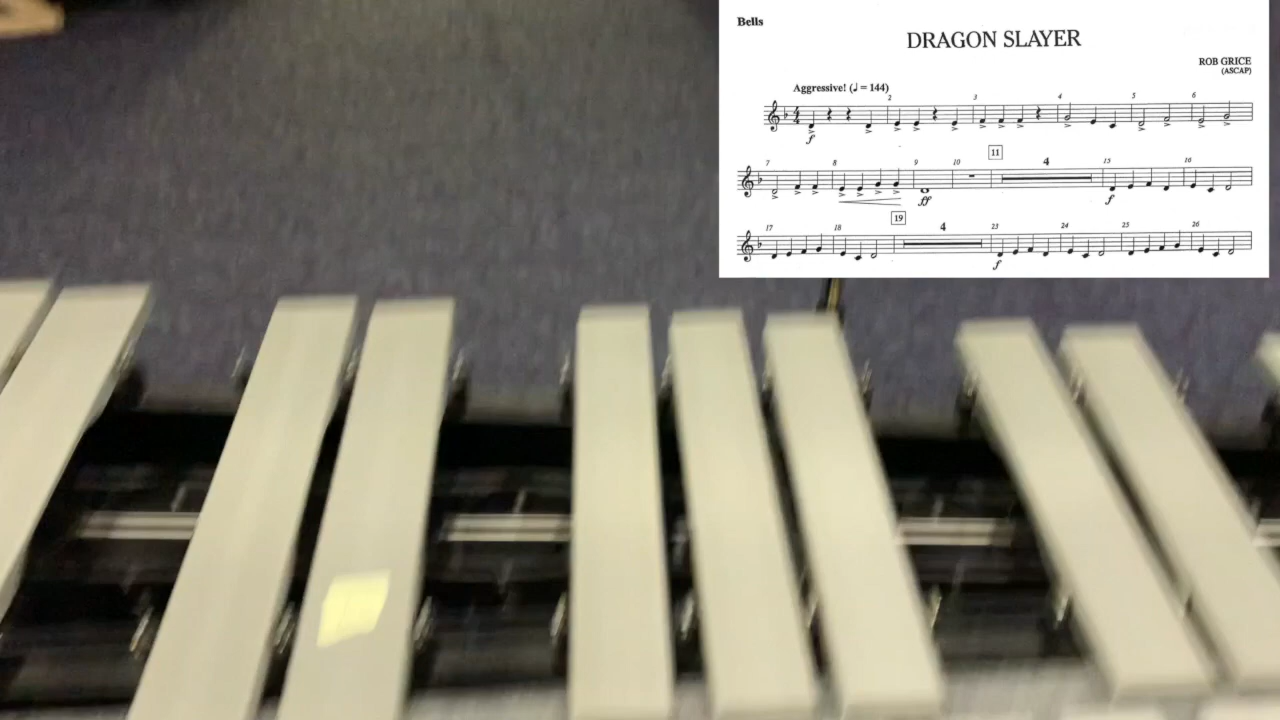 Bells
DRAGON SLAYER
ROB GRICE
(ASCAP)
Aggressive! (♩ = 144)
2 3 4 5 6
f
7 8 9 10 11 4 15 16
ff f
17 18 19 4 23 24 25 26
f